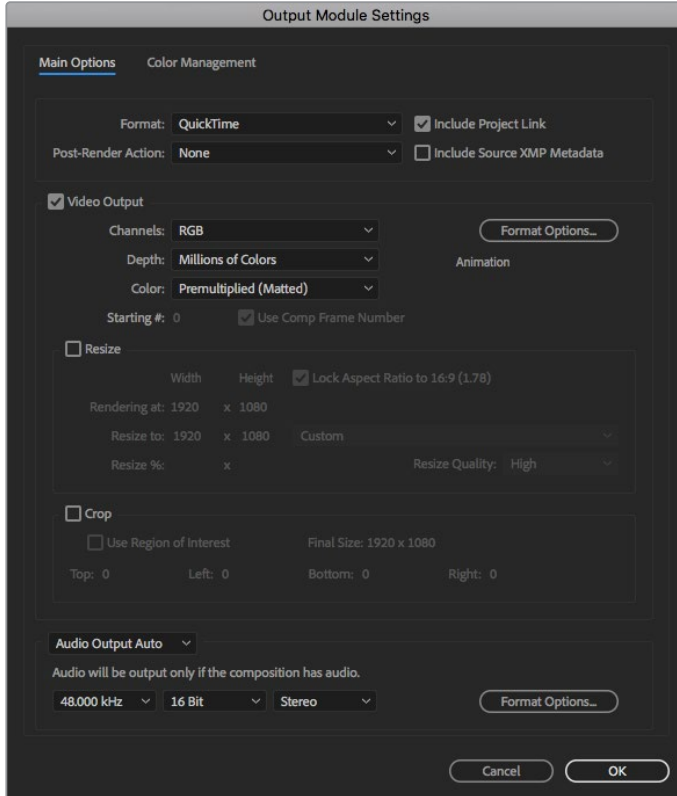 Output Module Settings
Main Options Color Management
Format: QuickTime Include Project Link
Post-Render Action: None Include Source XMP Metadata
Video Output
Channels: RGB Format Options...
Depth: Millions of Colors Animation
Color: Premultiplied (Matted)
Starting #: 0 Use Comp Frame Number
Resize
Width Height Lock Aspect Ratio to 16:9 (1.78)
Rendering at: 1920 x 1080
Resize to: 1920 x 1080 Custom
Resize %: x Resize Quality: High
Crop
Use Region of Interest Final Size: 1920 x 1080
Top: 0 Left: 0 Bottom: 0 Right: 0
Audio Output Auto
Audio will be output only if the composition has audio.
48.000 kHz 16 Bit Stereo Format Options...
Cancel OK